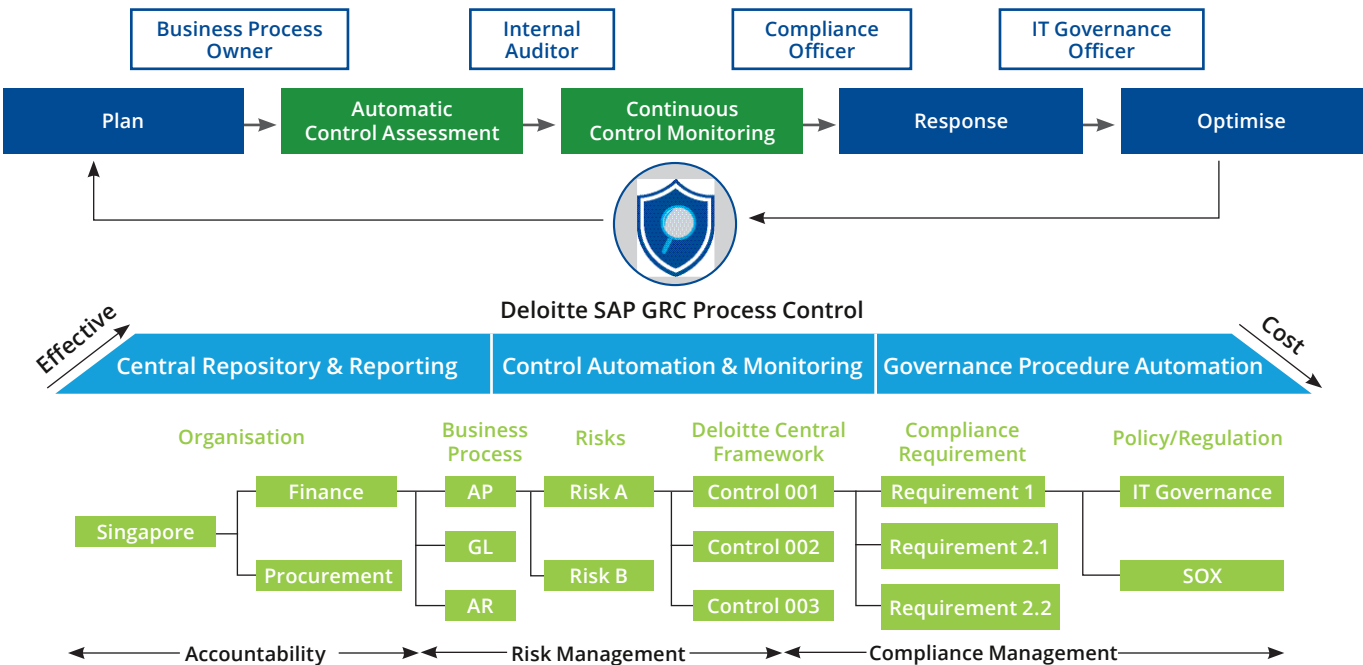 Business Process
Owner
Internal
Auditor
Compliance
Officer
IT Governance
Officer
Plan
Automatic
Control Assessment
Continuous
Control Monitoring
Response
Optimise
Deloitte SAP GRC Process Control
Effective
Cost
Central Repository & Reporting
Control Automation & Monitoring
Governance Procedure Automation
Organisation
Business
Process
Risks
Deloitte Central
Framework
Compliance
Requirement
Policy/Regulation
Singapore
Finance
Procurement
AP
GL
AR
Risk A
Risk B
Control 001
Control 002
Control 003
Requirement 1
Requirement 2.1
Requirement 2.2
IT Governance
SOX
Accountability
Risk Management
Compliance Management